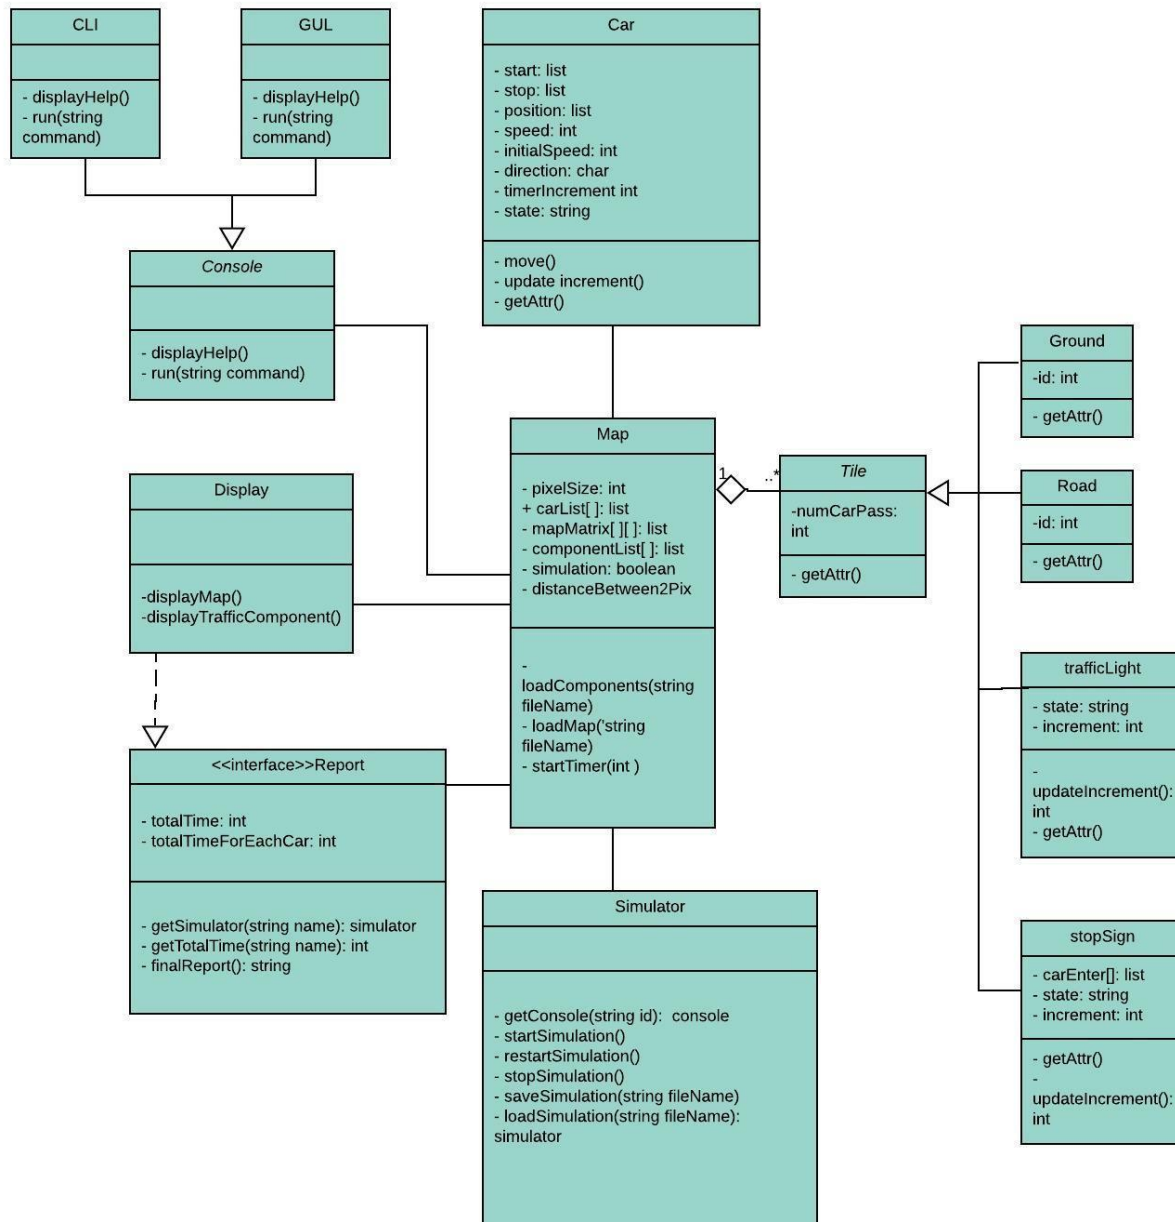 CLI
- displayHelp()
- run(string
command)
GUL
- displayHelp()
- run(string
command)
Car
- start: list
- stop: list
- position: list
- speed: int
- initialSpeed: int
- direction: char
- timerIncrement int
- state: string
- move()
- update increment()
- getAttr()
Console
- displayHelp()
- run(string command)
Ground
-id: int
- getAttr()
Map
- pixelSize: int
+ carList[ ]: list
- mapMatrix[ ][ ]: list
- componentList[ ]: list
- simulation: boolean
- distanceBetween2Pix
-
loadComponents(string
fileName)
- loadMap('string
fileName)
- startTimer(int )
1
..*
Tile
-numCarPass:
int
- getAttr()
Road
-id: int
- getAttr()
Display
-displayMap()
-displayTrafficComponent()
trafficLight
- state: string
- increment: int
-
updateIncrement():
int
- getAttr()
<<interface>>Report
- totalTime: int
- totalTimeForEachCar: int
- getSimulator(string name): simulator
- getTotalTime(string name): int
- finalReport(): string
Simulator
- getConsole(string id):  console
- startSimulation()
- restartSimulation()
- stopSimulation()
- saveSimulation(string fileName)
- loadSimulation(string fileName):
simulator
stopSign
- carEnter[]: list
- state: string
- increment: int
- getAttr()
-
updateIncrement():
int